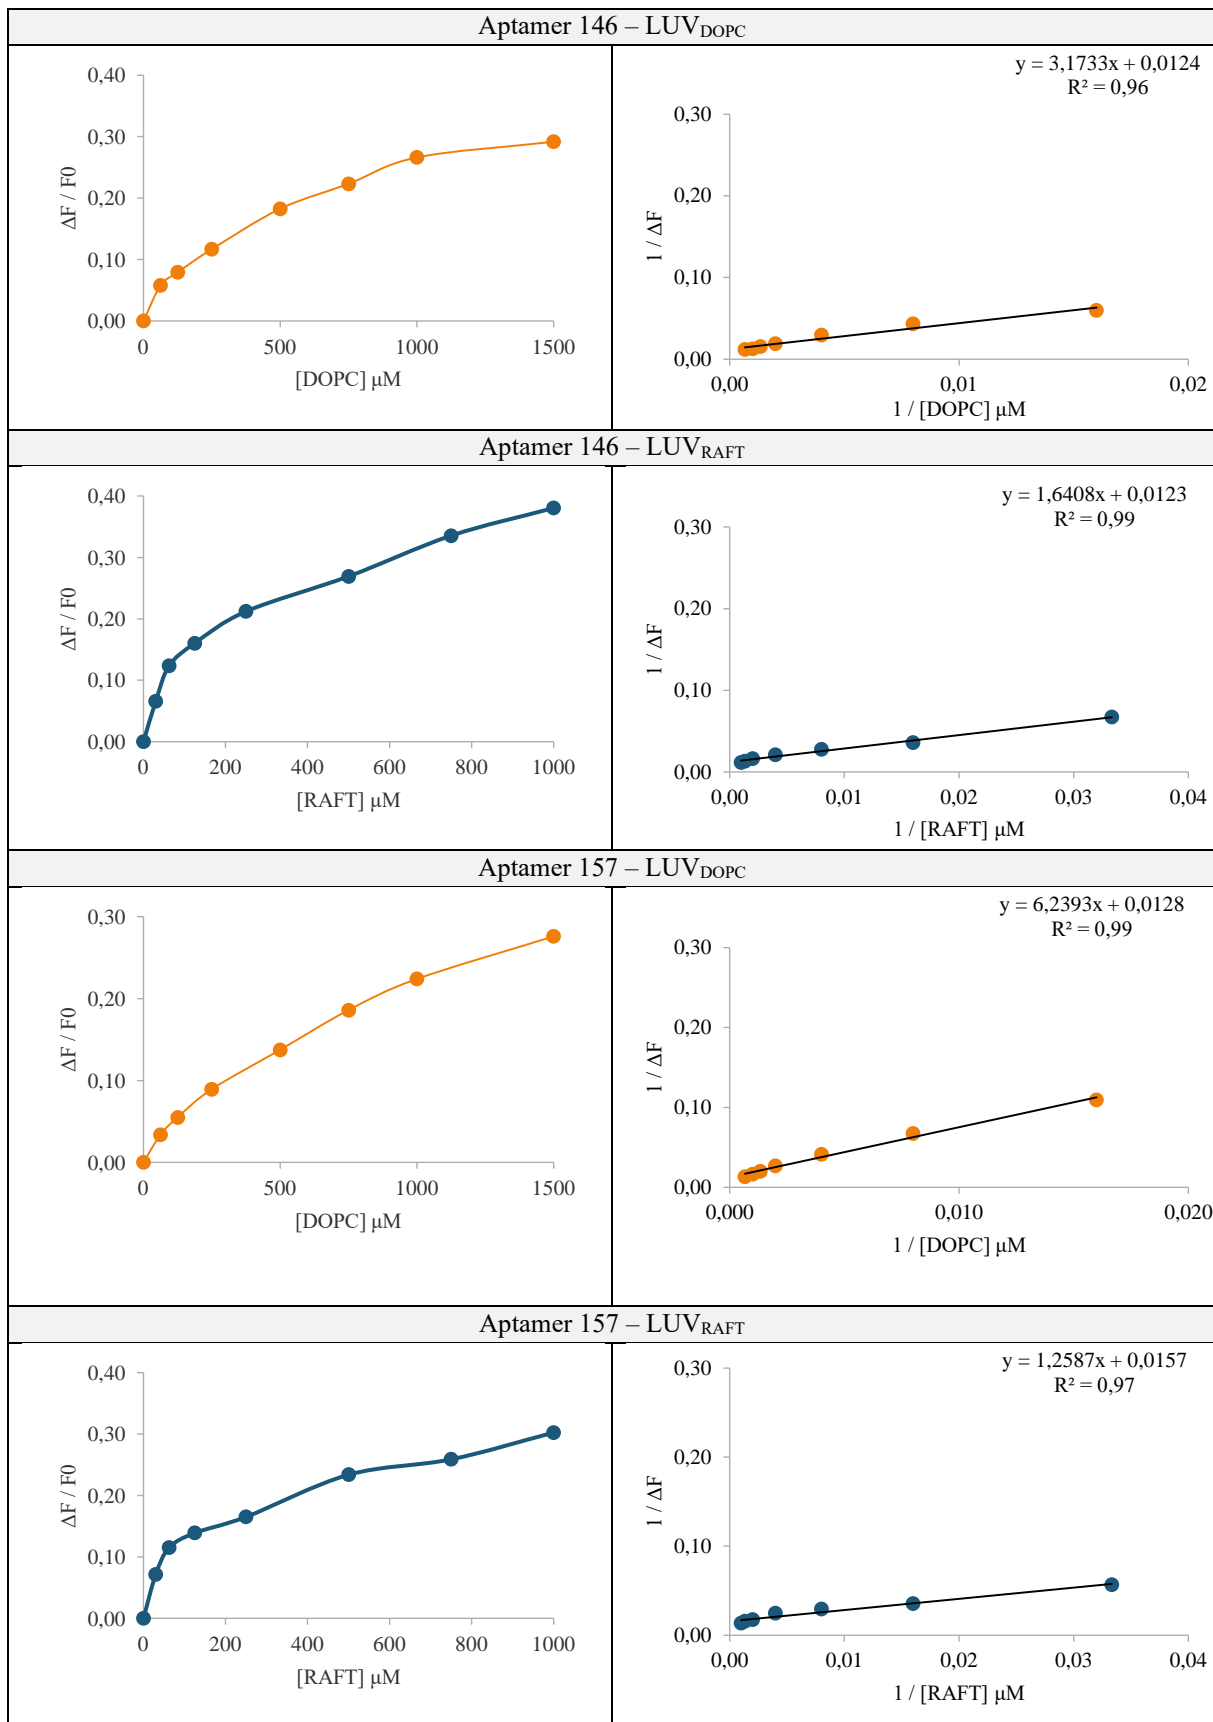 Aptamer 146 – LUVDOPC
0,40
0,30
0,20
0,10
0,00
ΔF / F0
0 500 1000 1500
[DOPC] μM
y = 3,1733x + 0,0124
R² = 0,96
0,30
0,20
0,10
0,00
1 / ΔF
0,00 0,01 0,02
1 / [DOPC] μM
Aptamer 146 – LUVRAFT
0,40
0,30
0,20
0,10
0,00
ΔF / F0
0 200 400 600 800 1000
[RAFT] μM
y = 1,6408x + 0,0123
R² = 0,99
0,30
0,20
0,10
0,00
1 / ΔF
0,00 0,01 0,02 0,03 0,04
1 / [RAFT] μM
Aptamer 157 – LUVDOPC
0,30
0,20
0,10
0,00
ΔF / F0
0 500 1000 1500
[DOPC] μM
y = 6,2393x + 0,0128
R² = 0,99
0,30
0,20
0,10
0,00
1 / ΔF
0,000 0,010 0,020
1 / [DOPC] μM
Aptamer 157 – LUVRAFT
0,40
0,30
0,20
0,10
0,00
ΔF / F0
0 200 400 600 800 1000
[RAFT] μM
y = 1,2587x + 0,0157
R² = 0,97
0,30
0,20
0,10
0,00
1 / ΔF
0,00 0,01 0,02 0,03 0,04
1 / [RAFT] μM